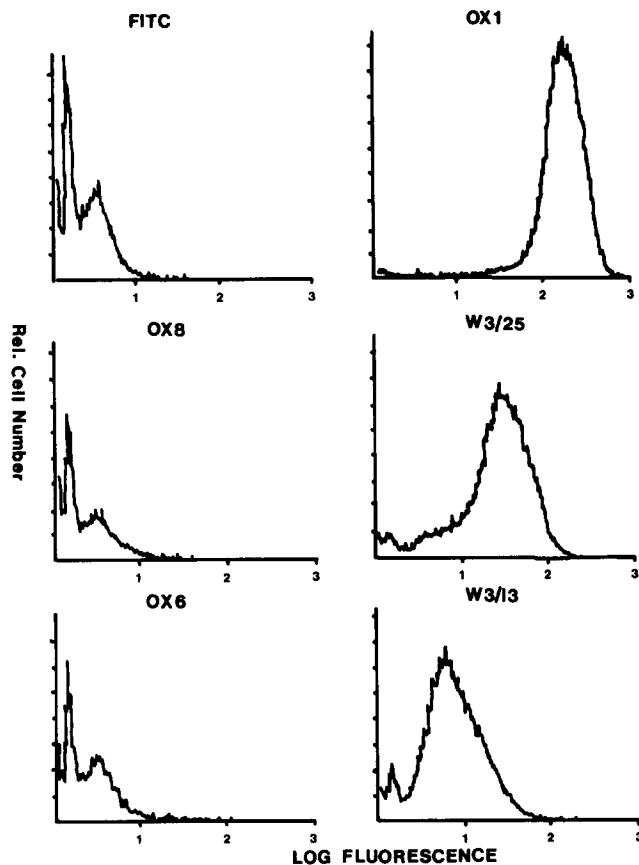 FITC
OX1
1 2 3
1 2 3
OX8
W3/25
1 2 3
1 2 3
OX6
W3/13
1 2 3
1 2 3
Rel. Cell Number
LOG FLUORESCENCE